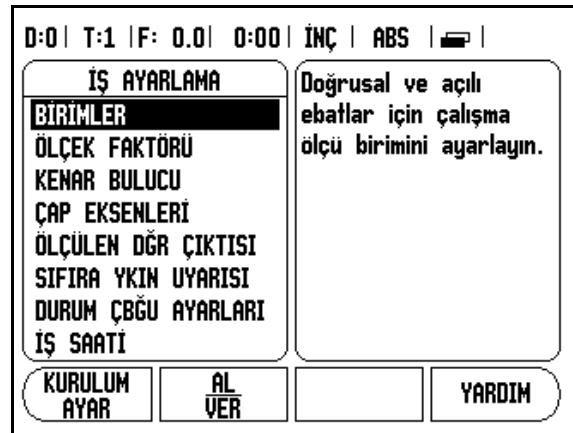 D:0| T:1 |F: 0.0| 0:00| İNÇ | ABS | |
İŞ AYARLAMA
BİRİMLER
ÖLÇEK FAKTÖRÜ
KENAR BULUCU
ÇAP EKSENLERİ
ÖLÇÜLEN DĞR ÇIKTISI
SIFIRA YKIN UYARISI
DURUM ÇBĞU AYARLARI
İŞ SAATİ
Doğrusal ve açılı
ebatlar için çalışma
ölçü birimini ayarlayın.
KURULUM
AYAR
AL
VER
YARDIM